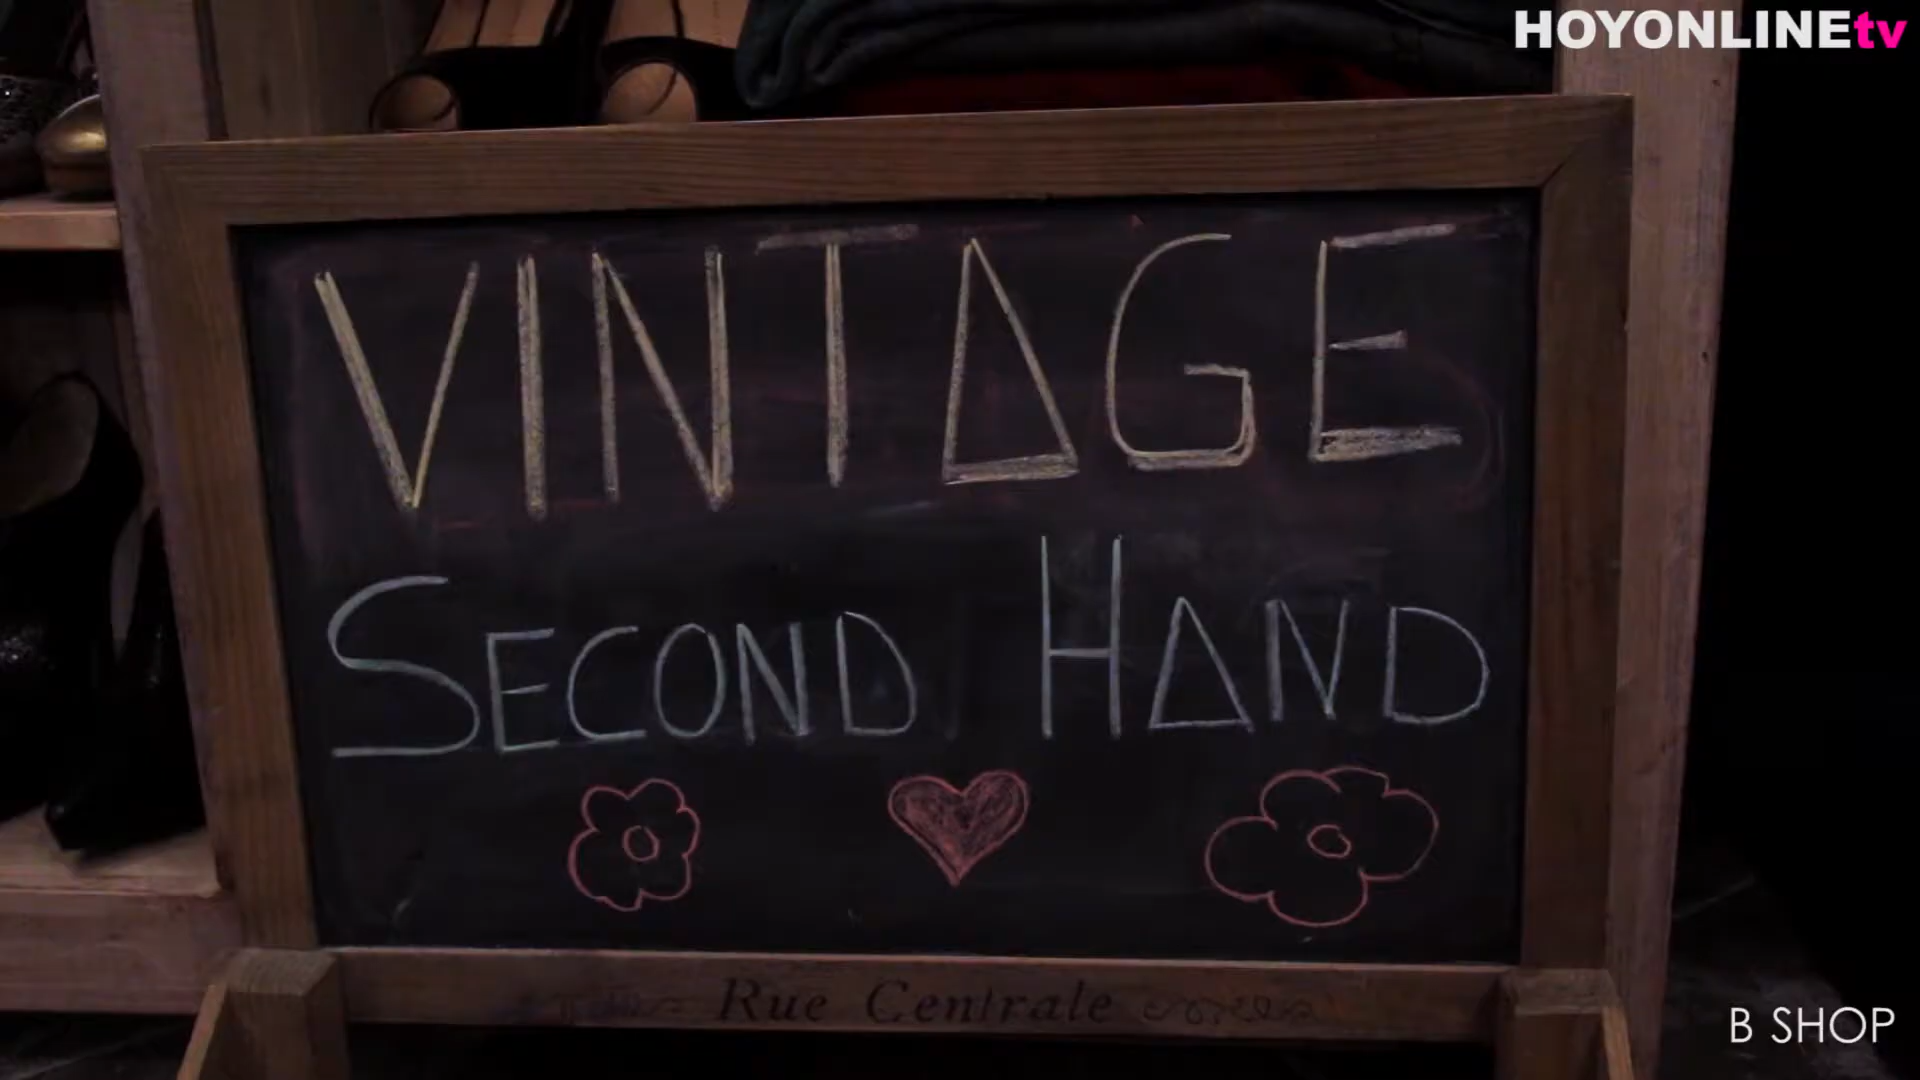 HOYONLINEtv
VINTAGE
SECOND HAND
Rue Centrale
B SHOP